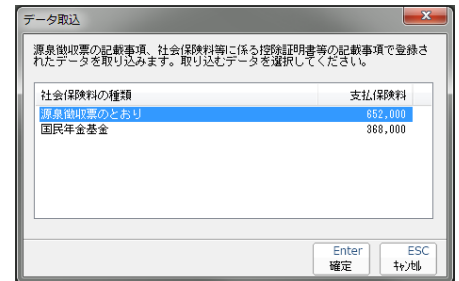 データ取込
源泉徴収票の記載事項、社会保険料等に係る控除証明書等の記載事項で登録さ
れたデータを取り込みます。取り込むデータを選択してください。
社会保険料の種類 支払保険料
源泉徴収票のとおり 652,000
国民年金基金 368,000
Enter ESC
確定 ｷｬﾝｾﾙ